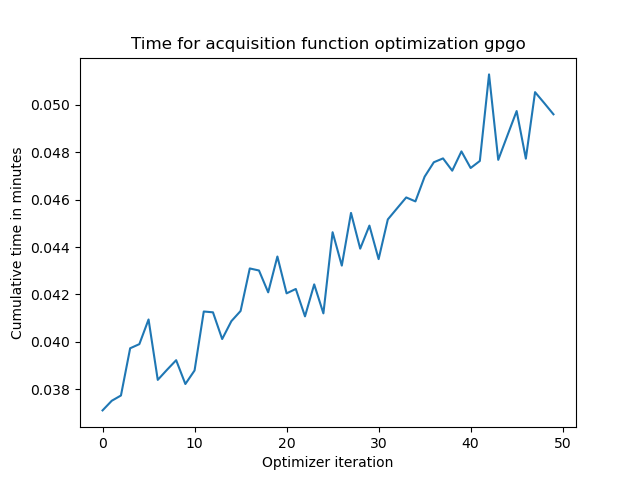 Time for acquisition function optimization gpgo
0.050
0.048
0.046
0.044
0.042
0.040
0.038
Cumulative time in minutes
0 10 20 30 40 50
Optimizer iteration